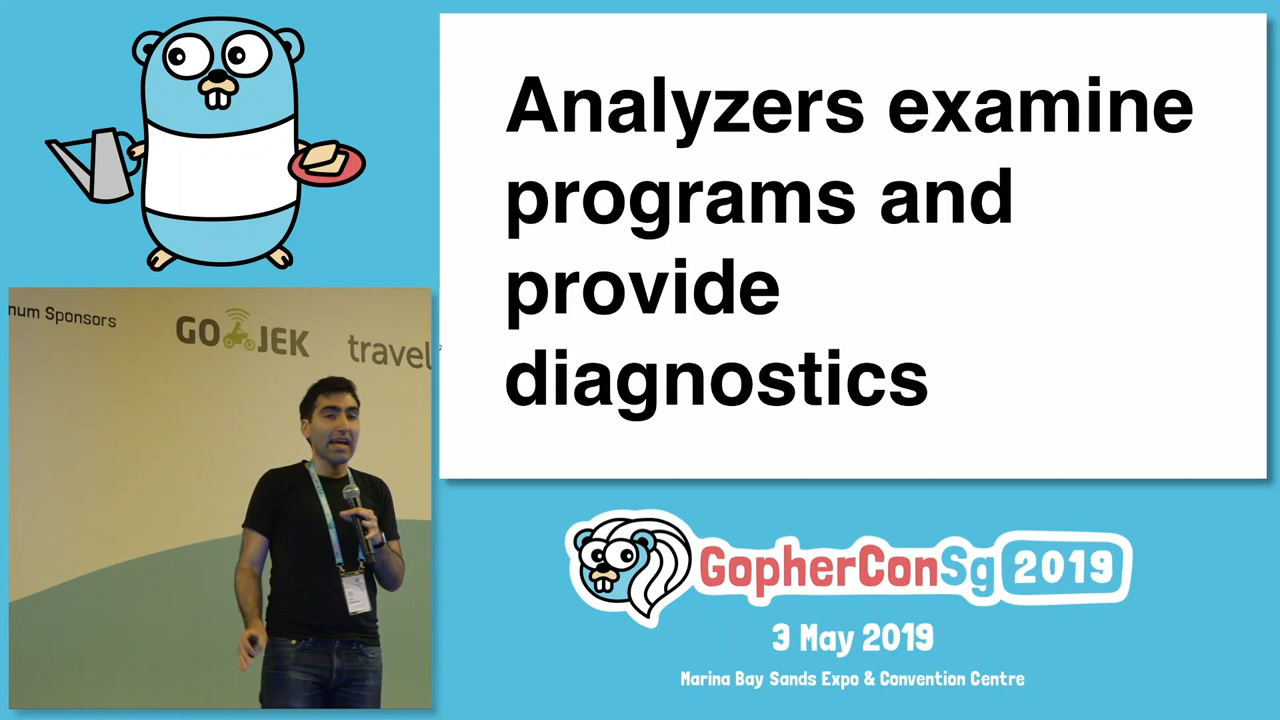 Analyzers examine
programs and
provide
diagnostics
num Sponsors
GO JEK
travel
GopherConSg 2019
3 May 2019
Marina Bay Sands Expo & Convention Centre